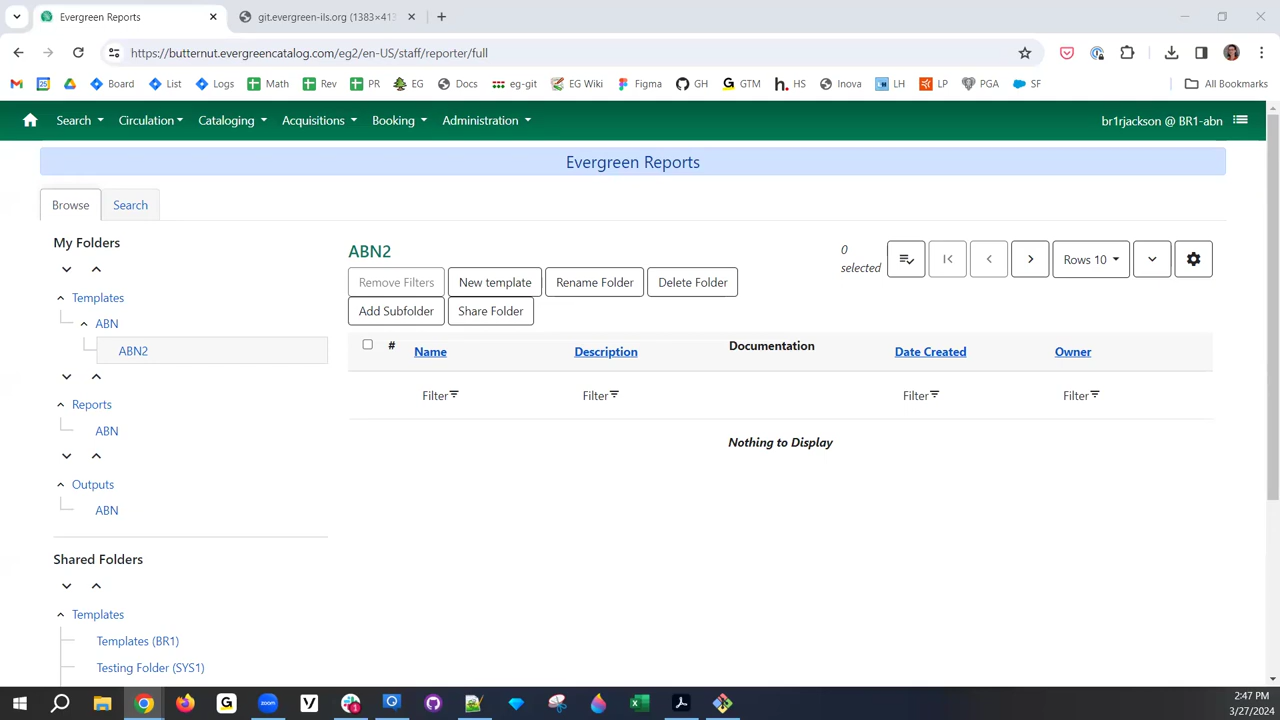 Evergreen Reports
git.evergreen-ils.org (1383×413
https://butternut.evergreencatalog.com/eg2/en-US/staff/reporter/full
Board
List
Logs
Math
Rev
PR
EG
Docs
eg-git
EG Wiki
Figma
GH
GTM
HS
Inova
LH
LP
PGA
SF
All Bookmarks
Search
Circulation
Cataloging
Acquisitions
Booking
Administration
br1rjackson @ BR1-abn
Evergreen Reports
Browse
Search
My Folders
Templates
ABN
ABN2
Reports
ABN
Outputs
ABN
Shared Folders
Templates
Templates (BR1)
Testing Folder (SYS1)
ABN2
0
selected
Rows 10
Remove Filters
New template
Rename Folder
Delete Folder
Add Subfolder
Share Folder
# Name Description Documentation Date Created Owner
Filter Filter Filter Filter
Nothing to Display
2:47 PM
3/27/2024